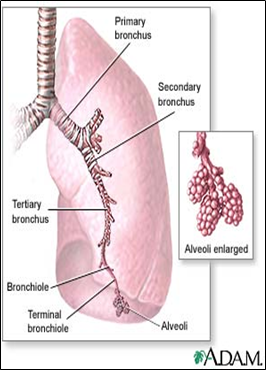 Primary
bronchus
Secondary
bronchus
Tertiary
bronchus
Bronchiole
Terminal
bronchiole
Alveoli
Alveoli enlarged
ADAM.